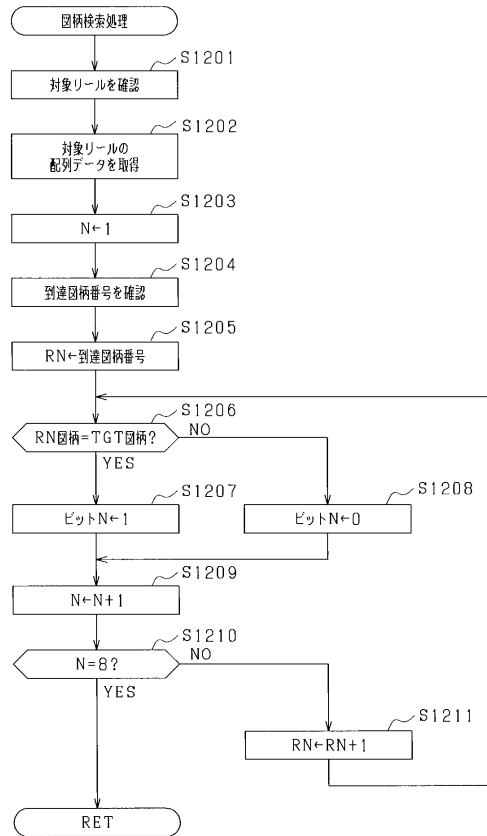 図柄検索処理
S1201
対象リールを確認
S1202
対象リールの
配列データを取得
S1203
N←1
S1204
到達図柄番号を確認
S1205
RN←到達図柄番号
S1206
RN図柄=TGT図柄?
NO
YES
S1207
ビットN←1
S1208
ビットN←0
S1209
N←N+1
S1210
N=8?
NO
YES
S1211
RN←RN+1
RET